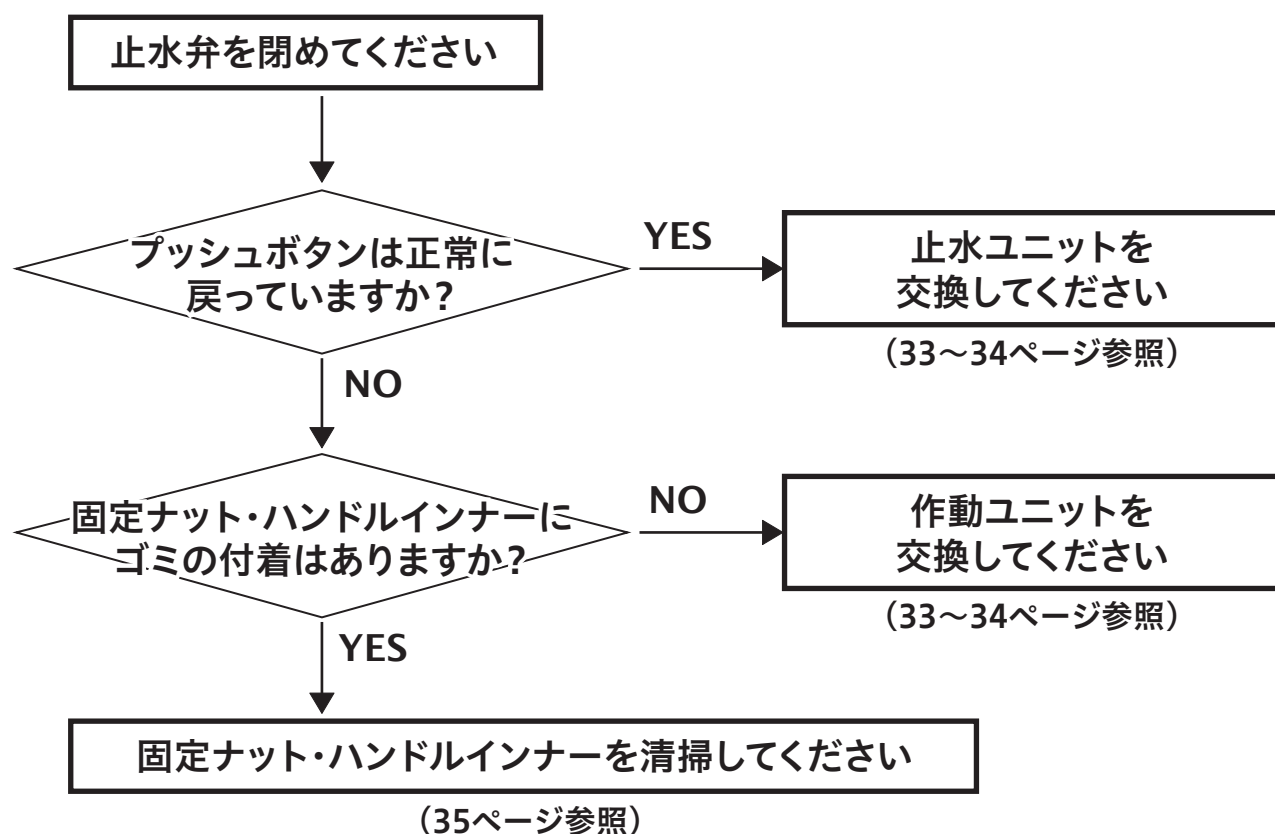 止水弁を閉めてください
プッシュボタンは正常に
戻っていますか?
YES
止水ユニットを
交換してください
（33～34ページ参照）
NO
固定ナット・ハンドルインナーに
ゴミの付着はありますか?
NO
作動ユニットを
交換してください
（33～34ページ参照）
YES
固定ナット・ハンドルインナーを清掃してください
（35ページ参照）